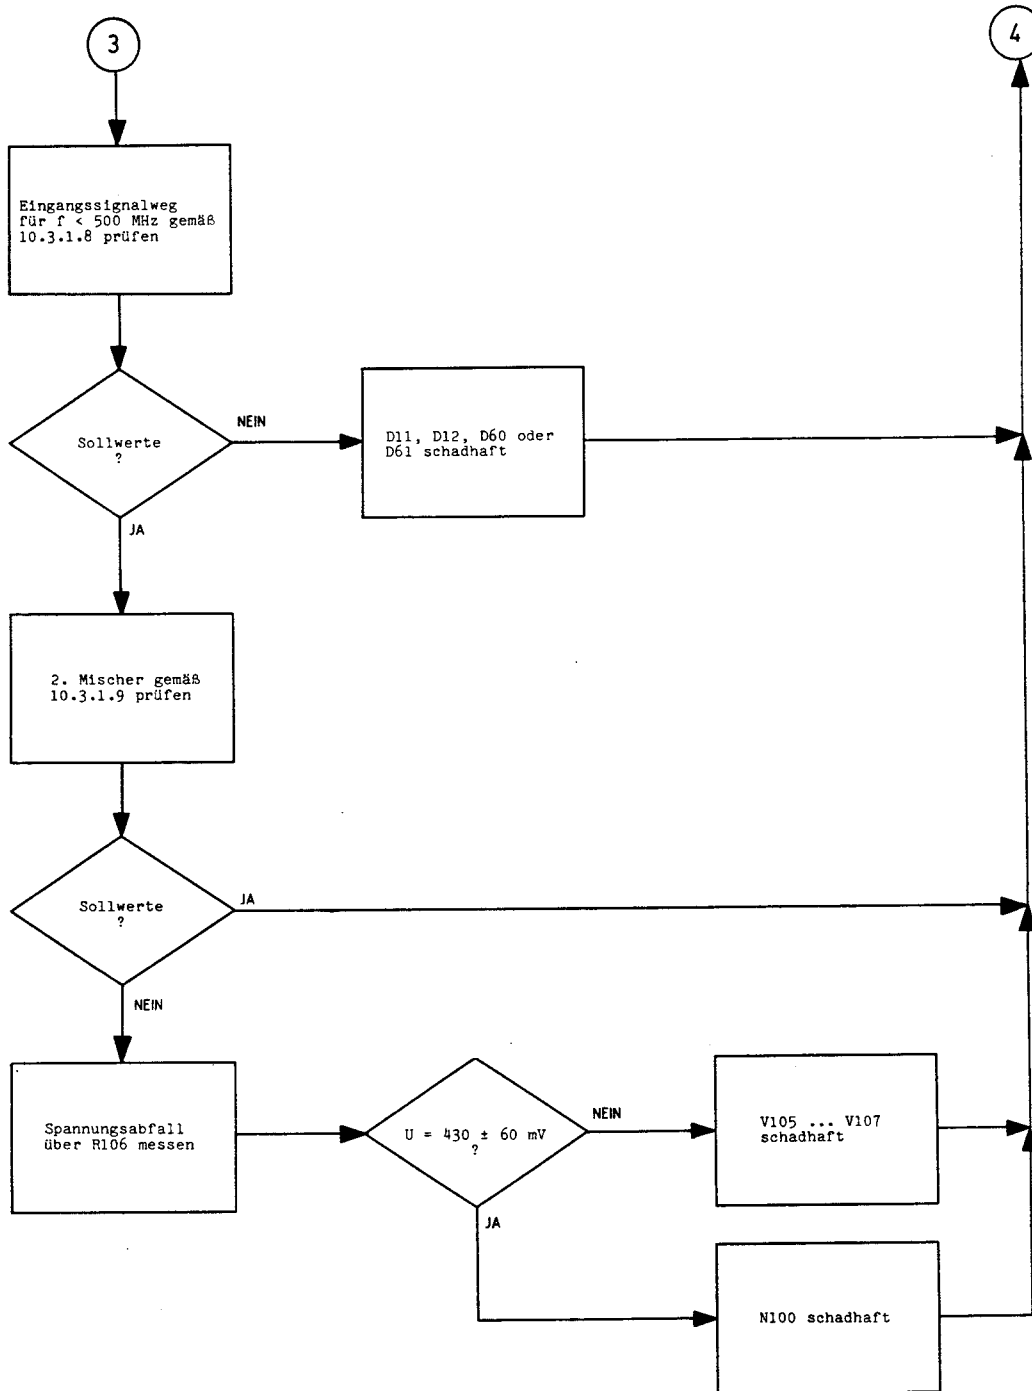 3
4
Eingangssignalweg
für f < 500 MHz gemäß
10.3.1.8 prüfen
Sollwerte
?
NEIN
D11, D12, D60 oder
D61 schadhaft
JA
2. Mischer gemäß
10.3.1.9 prüfen
Sollwerte
?
JA
NEIN
Spannungsabfall
über R106 messen
U = 430 ± 60 mV
?
NEIN
V105 ... V107
schadhaft
JA
N100 schadhaft